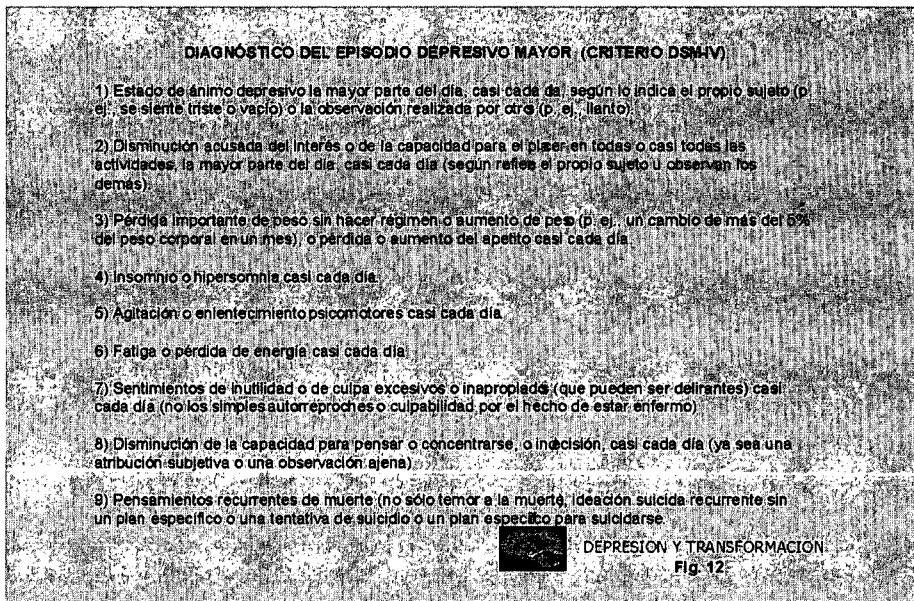 DIAGNÓSTICO DEL EPISODIO DEPRESIVO MAYOR (CRITERIO DSM-IV)
1) Estado de ánimo depresivo la mayor parte del día, casi cada da, según lo indica el propio sujeto (p.
ej., se siente triste o vacío) o la observación realizada por otros (p. ej., llanto).
2) Disminución acusada del interés o de la capacidad para el placer en todas o casi todas las
actividades, la mayor parte del día, casi cada día (según refiere el propio sujeto u observan los
demás).
3) Pérdida importante de peso sin hacer régimen o aumento de peso (p. ej., un cambio de más del 5%
del peso corporal en un mes), o pérdida o aumento del apetito casi cada día.
4) Insomnio o hipersomnia casi cada día
5) Agitación o enlentecimiento psicomotores casi cada día
6) Fatiga o pérdida de energía casi cada día
7) Sentimientos de inutilidad o de culpa excesivos o inapropiados (que pueden ser delirantes) casi
cada día (no los simples autorreproches o culpabilidad por el hecho de estar enfermo)
8) Disminución de la capacidad para pensar o concentrarse, o indecisión, casi cada día (ya sea una
atribución subjetiva o una observación ajena)
9) Pensamientos recurrentes de muerte (no sólo temor a la muerte, ideación suicida recurrente sin
un plan específico o una tentativa de suicidio o un plan específico para suicidarse
DEPRESION Y TRANSFORMACION
Fig. 12